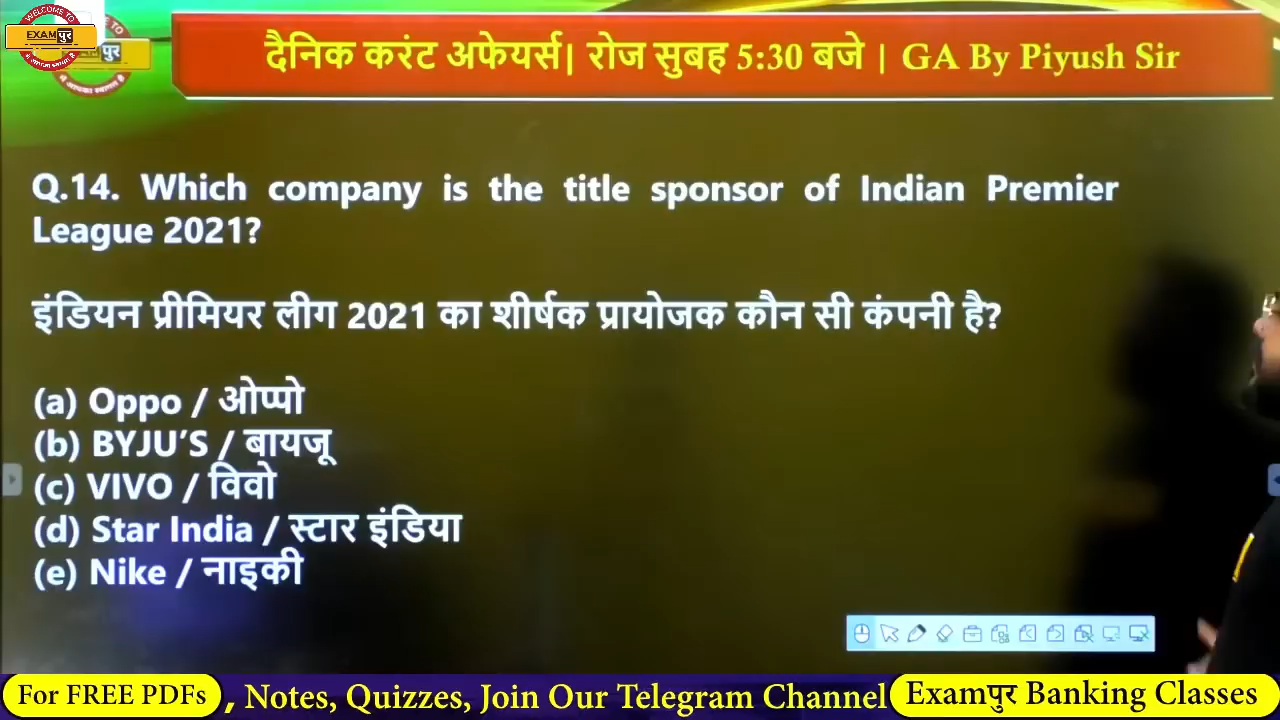 WELCOME TO
EXAMपुर
पुर
दैनिक करंट अफेयर्स| रोज सुबह 5:30 बजे | GA By Piyush Sir
Q.14. Which company is the title sponsor of Indian Premier
League 2021?
इंडियन प्रीमियर लीग 2021 का शीर्षक प्रायोजक कौन सी कंपनी है?
(a) Oppo / ओप्पो
(b) BYJU’S / बायजू
(c) VIVO / विवो
(d) Star India / स्टार इंडिया
(e) Nike / नाइकी
For FREE PDFs , Notes, Quizzes, Join Our Telegram Channel Examपुर Banking Classes